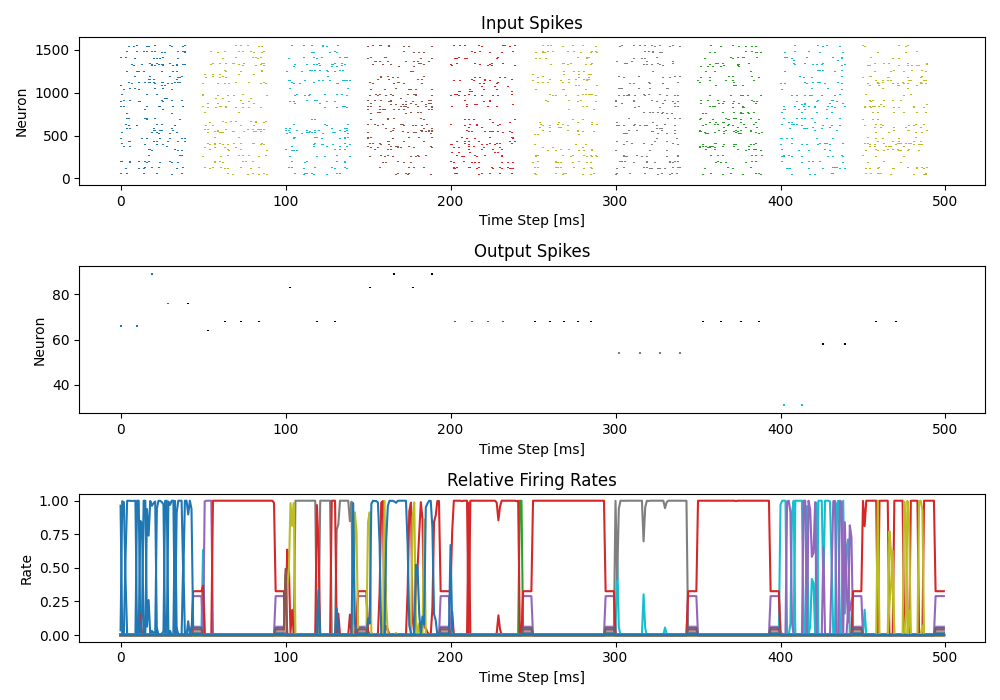 Input Spikes
1500
1000
500
0
Neuron
0 100 200 300 400 500
Time Step [ms]
Output Spikes
80
60
40
Neuron
0 100 200 300 400 500
Time Step [ms]
Relative Firing Rates
1.00
0.75
0.50
0.25
0.00
Rate
0 100 200 300 400 500
Time Step [ms]